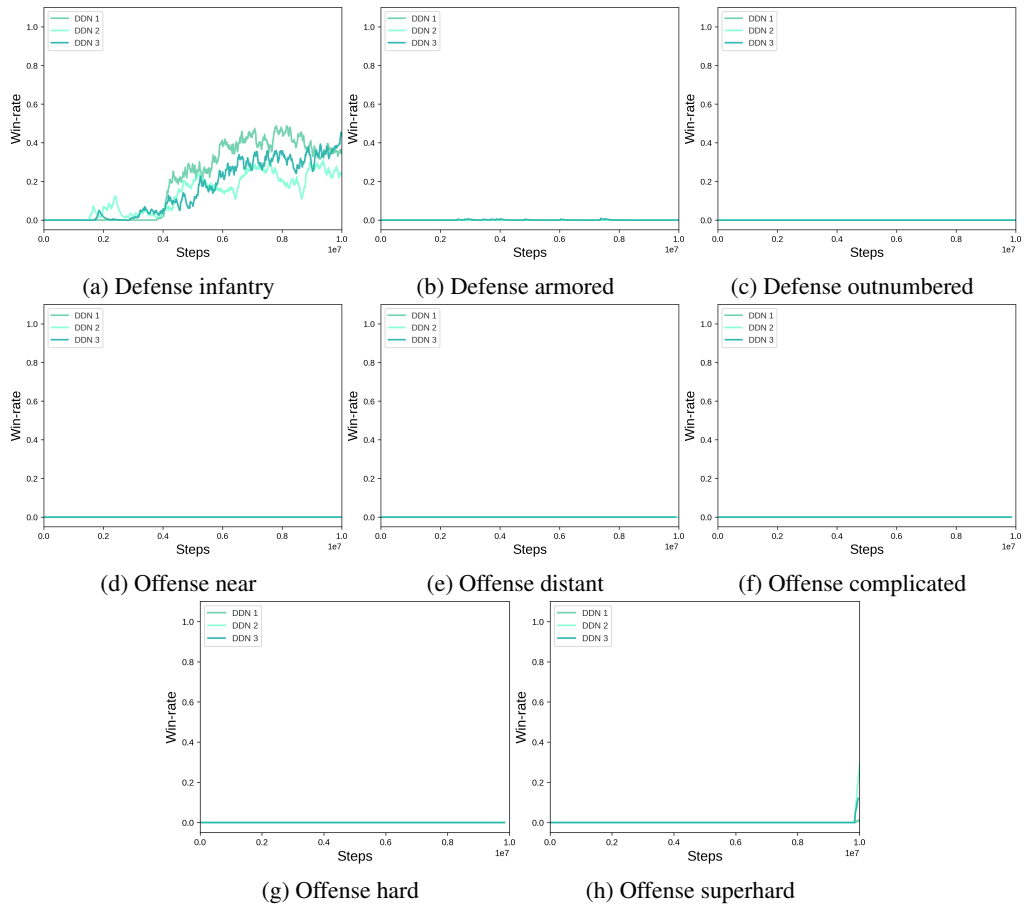 1.0
0.8
0.6
0.4
0.2
0.0
Win-rate
DDN 1
DDN 2
DDN 3
0.0 0.2 0.4 0.6 0.8 1.0
Steps
1e7
(a) Defense infantry
1.0
0.8
0.6
0.4
0.2
0.0
Win-rate
DDN 1
DDN 2
DDN 3
0.0 0.2 0.4 0.6 0.8 1.0
Steps
1e7
(b) Defense armored
1.0
0.8
0.6
0.4
0.2
0.0
Win-rate
DDN 1
DDN 2
DDN 3
0.0 0.2 0.4 0.6 0.8 1.0
Steps
1e7
(c) Defense outnumbered
1.0
0.8
0.6
0.4
0.2
0.0
Win-rate
DDN 1
DDN 2
DDN 3
0.0 0.2 0.4 0.6 0.8 1.0
Steps
1e7
(d) Offense near
1.0
0.8
0.6
0.4
0.2
0.0
Win-rate
DDN 1
DDN 2
DDN 3
0.0 0.2 0.4 0.6 0.8 1.0
Steps
1e7
(e) Offense distant
1.0
0.8
0.6
0.4
0.2
0.0
Win-rate
DDN 1
DDN 2
DDN 3
0.0 0.2 0.4 0.6 0.8 1.0
Steps
1e7
(f) Offense complicated
1.0
0.8
0.6
0.4
0.2
0.0
Win-rate
DDN 1
DDN 2
DDN 3
0.0 0.2 0.4 0.6 0.8 1.0
Steps
1e7
(g) Offense hard
1.0
0.8
0.6
0.4
0.2
0.0
Win-rate
DDN 1
DDN 2
DDN 3
0.0 0.2 0.4 0.6 0.8 1.0
Steps
1e7
(h) Offense superhard